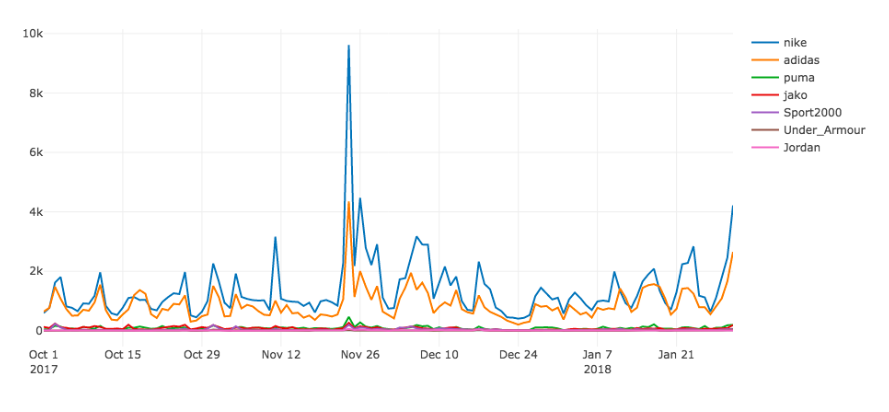 10k
8k
6k
4k
2k
0
Oct 1
2017
Oct 15
Oct 29
Nov 12
Nov 26
Dec 10
Dec 24
Jan 7
2018
Jan 21
nike
adidas
puma
jako
Sport2000
Under_Armour
Jordan